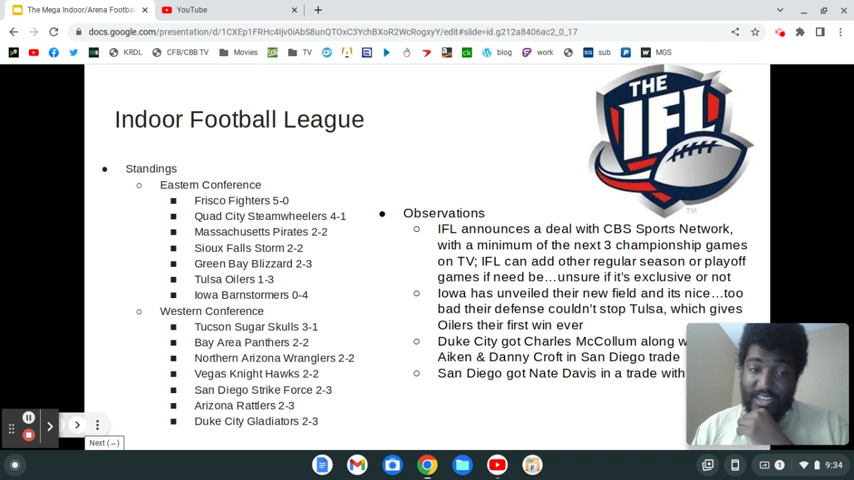 The Mega Indoor/Arena Footbal
YouTube
docs.google.com/presentation/d/1CXEp1FRHc4Ijv0iAbS8unQTOxC3YchBXoR2WcRogxyY/edit#slide=id.g212a8406ac2_0_17
KRDL
CFB/CBB TV
Movies
TV
blog
work
sub
MGS
THE
IFL
TM
Indoor Football League
Standings
Eastern Conference
Frisco Fighters 5-0
Quad City Steamwheelers 4-1
Massachusetts Pirates 2-2
Sioux Falls Storm 2-2
Green Bay Blizzard 2-3
Tulsa Oilers 1-3
Iowa Barnstormers 0-4
Western Conference
Tucson Sugar Skulls 3-1
Bay Area Panthers 2-2
Northern Arizona Wranglers 2-2
Vegas Knight Hawks 2-2
San Diego Strike Force 2-3
Arizona Rattlers 2-3
Duke City Gladiators 2-3
Observations
IFL announces a deal with CBS Sports Network,
with a minimum of the next 3 championship games
on TV; IFL can add other regular season or playoff
games if need be...unsure if it's exclusive or not
Iowa has unveiled their new field and its nice...too
bad their defense couldn't stop Tulsa, which gives
Oilers their first win ever
Duke City got Charles McCollum along w
Aiken & Danny Croft in San Diego trade
San Diego got Nate Davis in a trade with
Next (→)
1
9:34